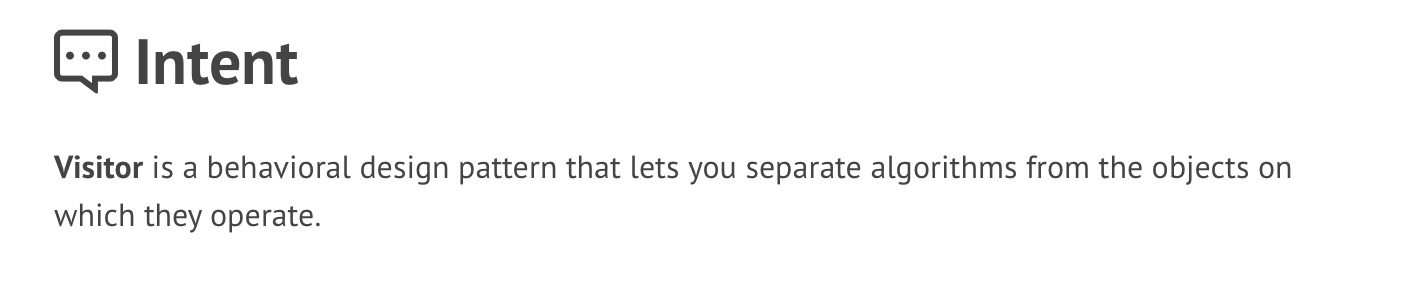 Intent
Visitor is a behavioral design pattern that lets you separate algorithms from the objects on
which they operate.